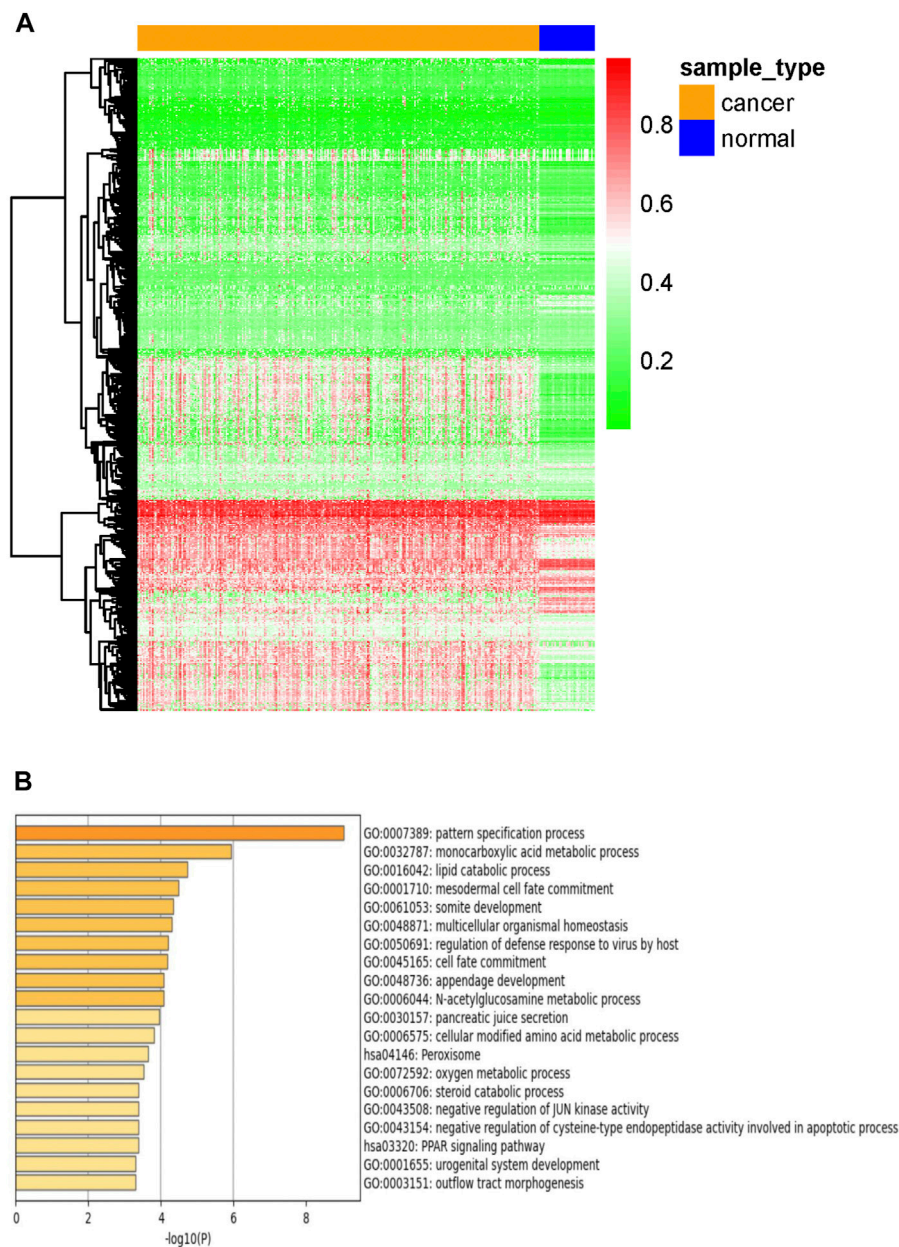 A
sample_type
cancer
normal
0.8
0.6
0.4
0.2
B
GO:0007389: pattern specification process
GO:0032787: monocarboxylic acid metabolic process
GO:0016042: lipid catabolic process
GO:0001710: mesodermal cell fate commitment
GO:0061053: somite development
GO:0048871: multicellular organismal homeostasis
GO:0050691: regulation of defense response to virus by host
GO:0045165: cell fate commitment
GO:0048736: appendage development
GO:0006044: N-acetylglucosamine metabolic process
GO:0030157: pancreatic juice secretion
GO:0006575: cellular modified amino acid metabolic process
hsa04146: Peroxisome
GO:0072592: oxygen metabolic process
GO:0006706: steroid catabolic process
GO:0043508: negative regulation of JUN kinase activity
GO:0043154: negative regulation of cysteine-type endopeptidase activity involved in apoptotic process
hsa03320: PPAR signaling pathway
GO:0001655: urogenital system development
GO:0003151: outflow tract morphogenesis
0 2 4 6 8
-log10(P)